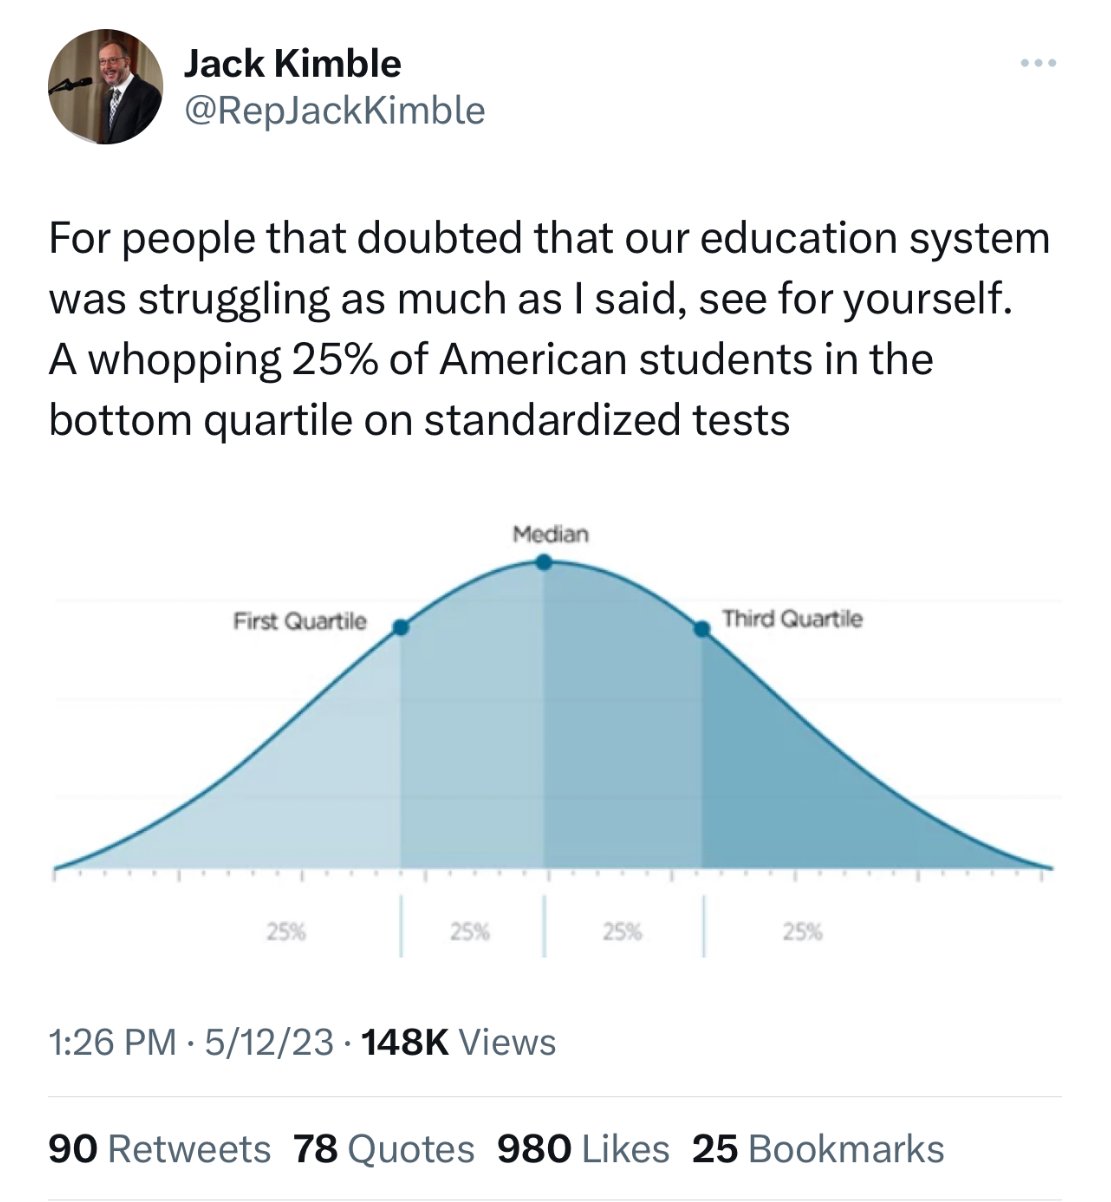 Jack Kimble
@RepJackKimble
For people that doubted that our education system
was struggling as much as I said, see for yourself.
A whopping 25% of American students in the
bottom quartile on standardized tests
Median
First Quartile
Third Quartile
25% 25% 25% 25%
1:26 PM · 5/12/23 · 148K Views
90 Retweets 78 Quotes 980 Likes 25 Bookmarks